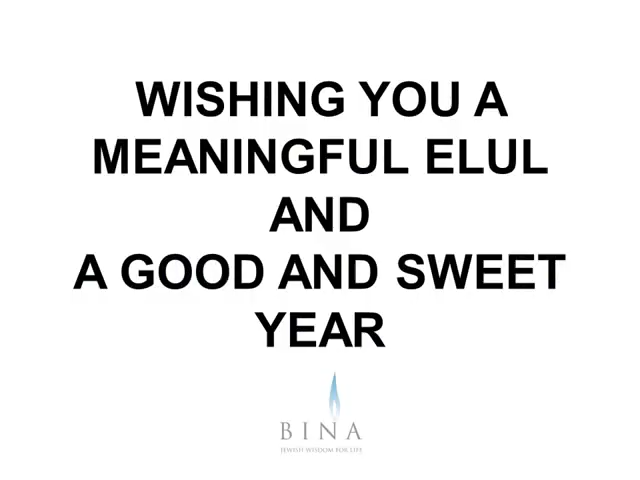 WISHING YOU A
MEANINGFUL ELUL
AND
A GOOD AND SWEET
YEAR
BINA
JEWISH WISDOM FOR LIFE